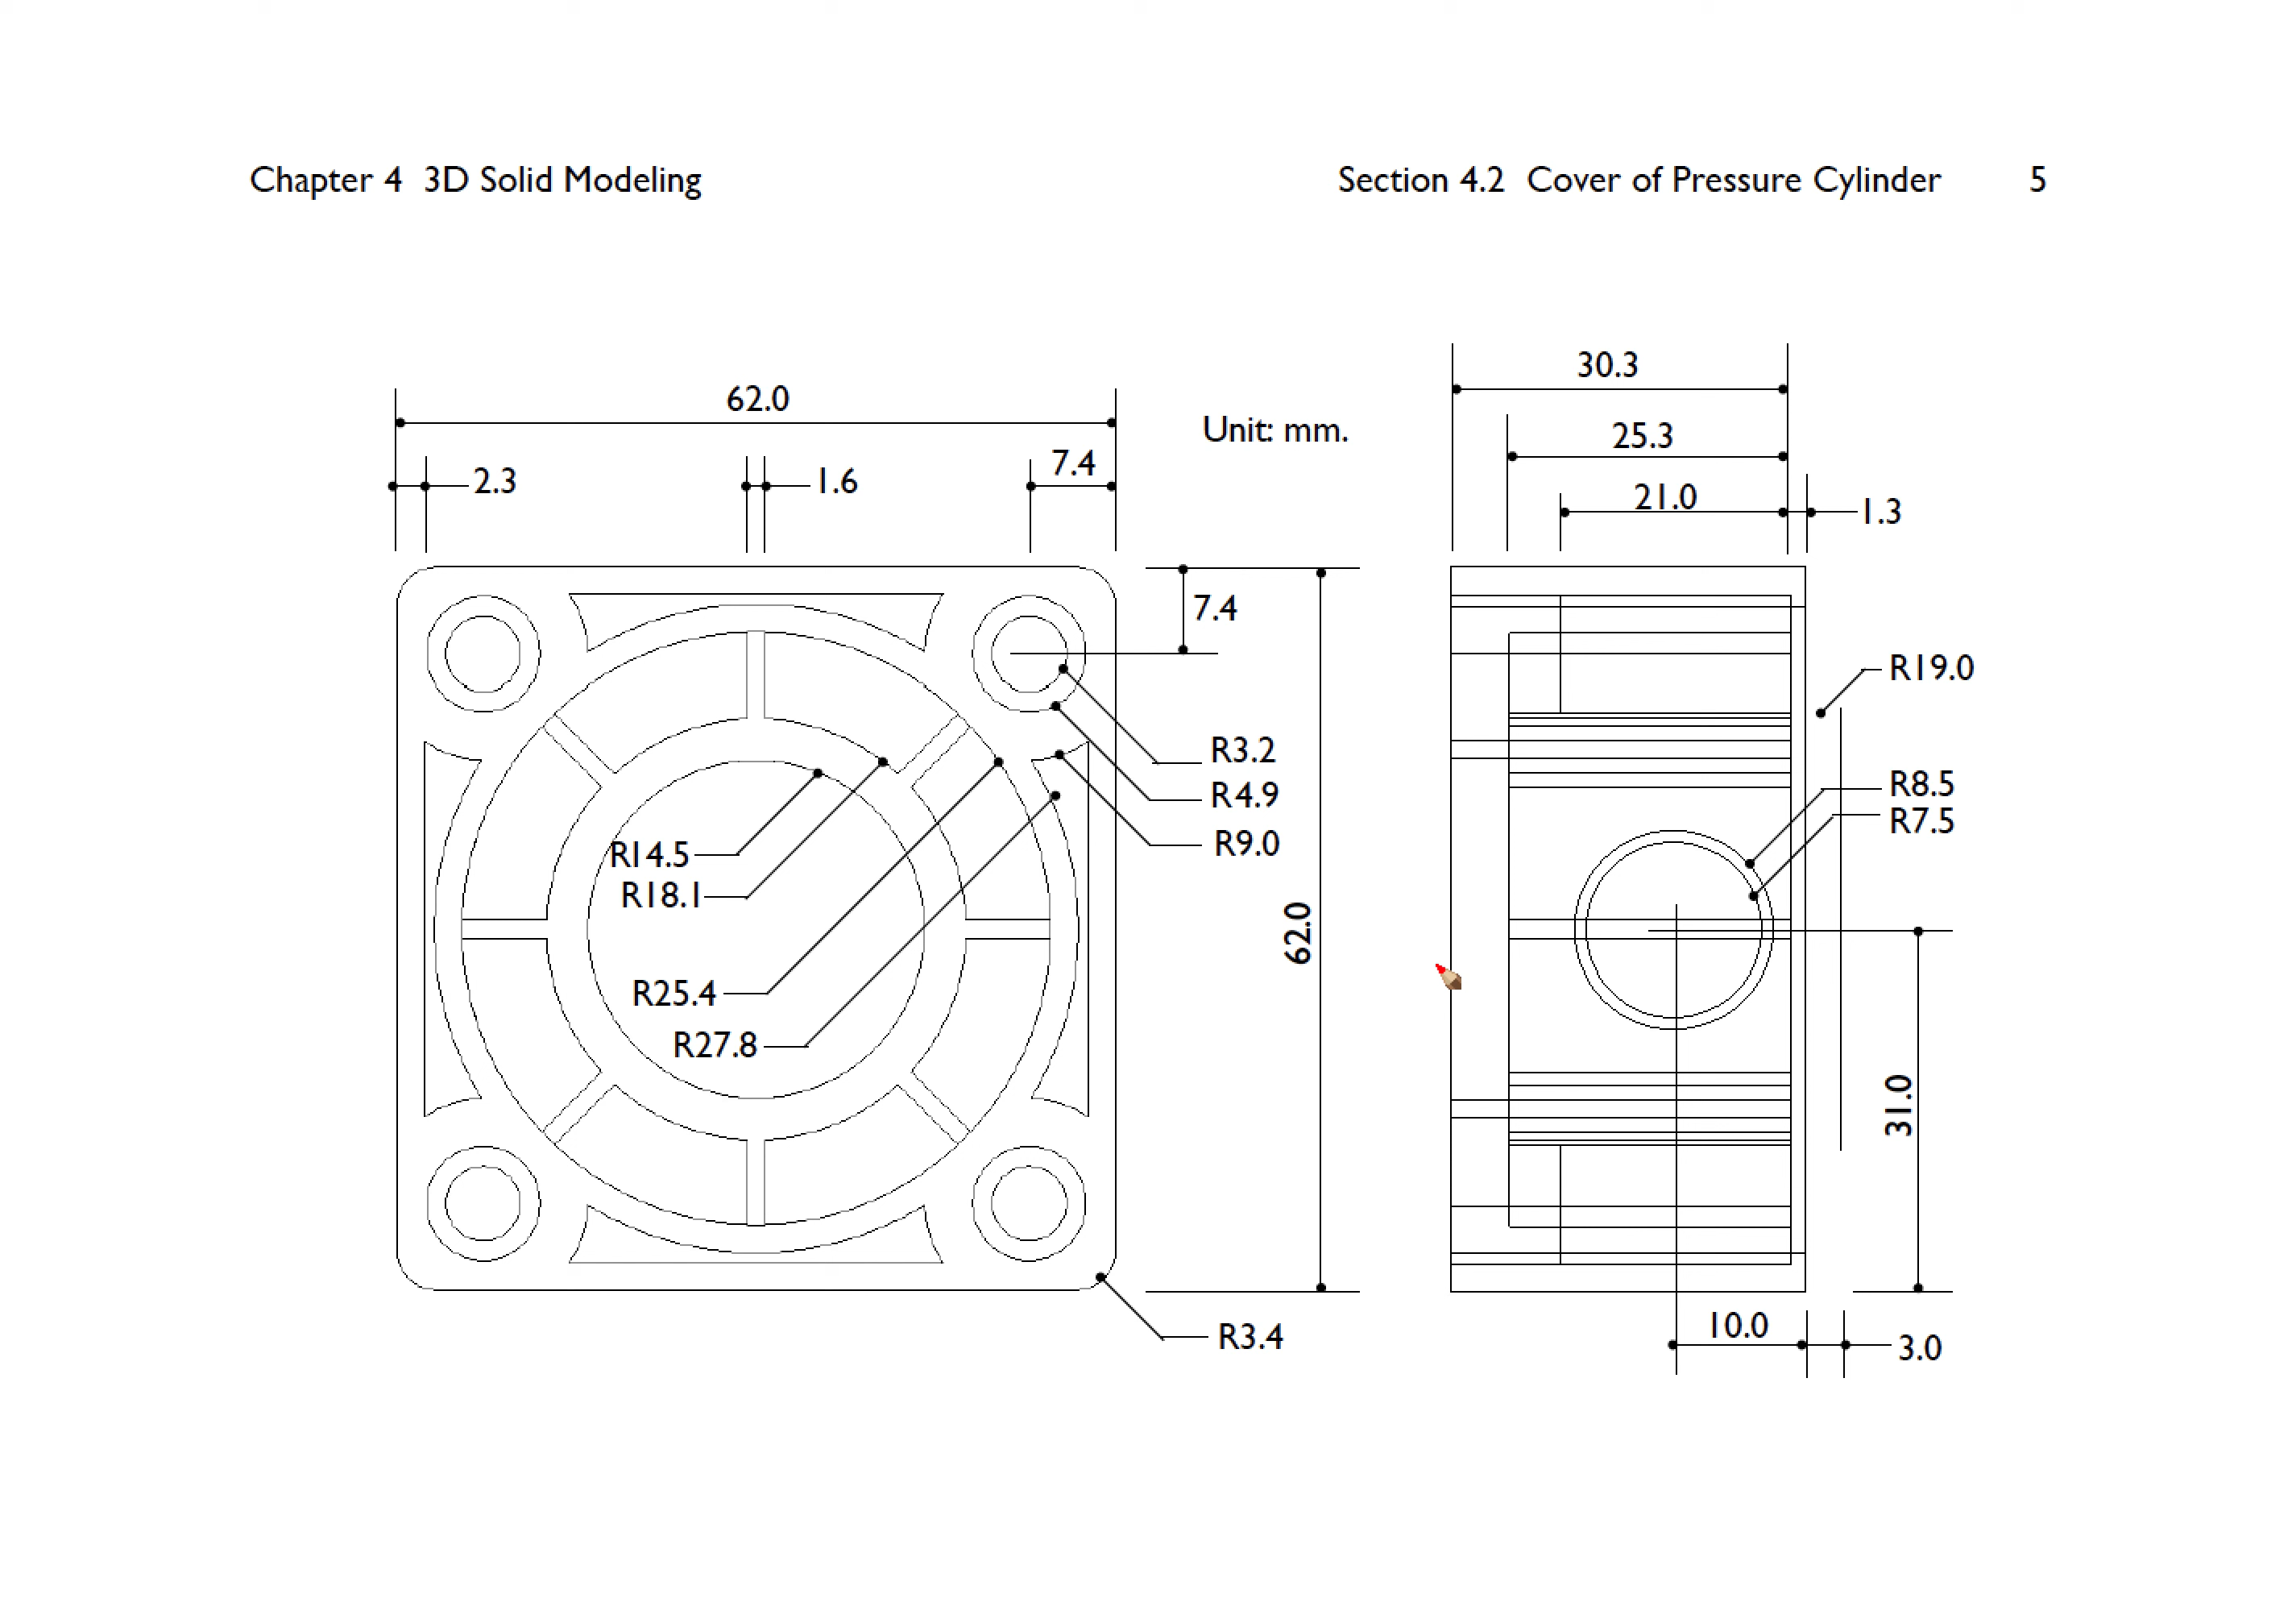 Chapter 4 3D Solid Modeling
Section 4.2 Cover of Pressure Cylinder 5
30.3
62.0
Unit: mm.
25.3
7.4
2.3
1.6
21.0
1.3
7.4
R19.0
R3.2
R8.5
R4.9
R7.5
R9.0
R14.5
R18.1
62.0
R25.4
R27.8
31.0
10.0
R3.4
3.0